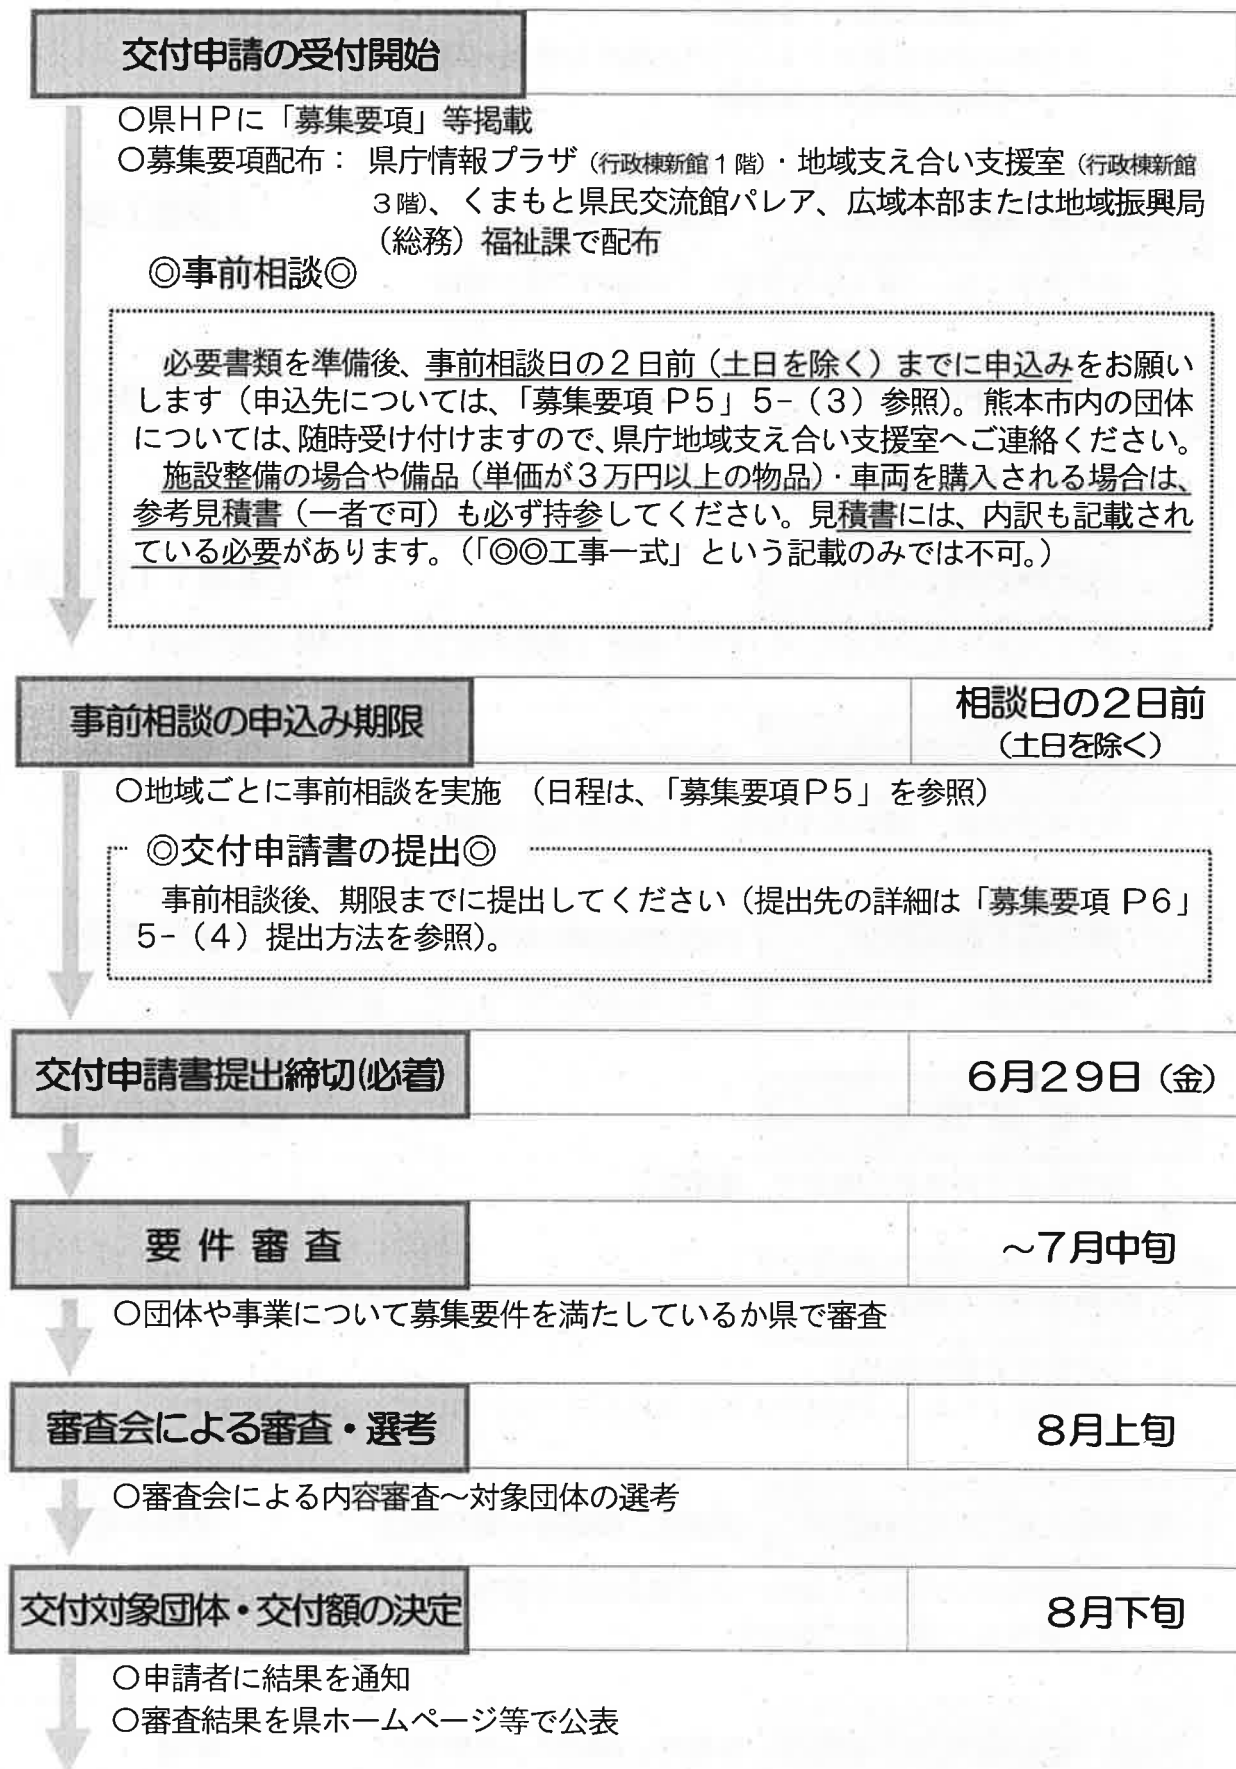 交付申請の受付開始
○県HPに「募集要項」等掲載
○募集要項配布： 県庁情報プラザ（行政棟新館１階）・地域支え合い支援室（行政棟新館
３階）、くまもと県民交流館パレア、広域本部または地域振興局
（総務）福祉課で配布
◎事前相談◎
必要書類を準備後、事前相談日の２日前（土日を除く）までに申込みをお願い
します（申込先については、「募集要項 P5」5-（3）参照）。熊本市内の団体
については、随時受け付けますので、県庁地域支え合い支援室へご連絡ください。
施設整備の場合や備品（単価が３万円以上の物品）・車両を購入される場合は、
参考見積書（一者で可）も必ず持参してください。見積書には、内訳も記載され
ている必要があります。（「◎◎工事一式」という記載のみでは不可。）
事前相談の申込み期限
相談日の２日前
（土日を除く）
○地域ごとに事前相談を実施 （日程は、「募集要項P5」を参照）
◎交付申請書の提出◎
事前相談後、期限までに提出してください（提出先の詳細は「募集要項 P6」
5-（4）提出方法を参照）。
交付申請書提出締切(必着)
６月２９日（金）
要 件 審 査
～７月中旬
○団体や事業について募集要件を満たしているか県で審査
審査会による審査・選考
８月上旬
○審査会による内容審査～対象団体の選考
交付対象団体・交付額の決定
８月下旬
○申請者に結果を通知
○審査結果を県ホームページ等で公表